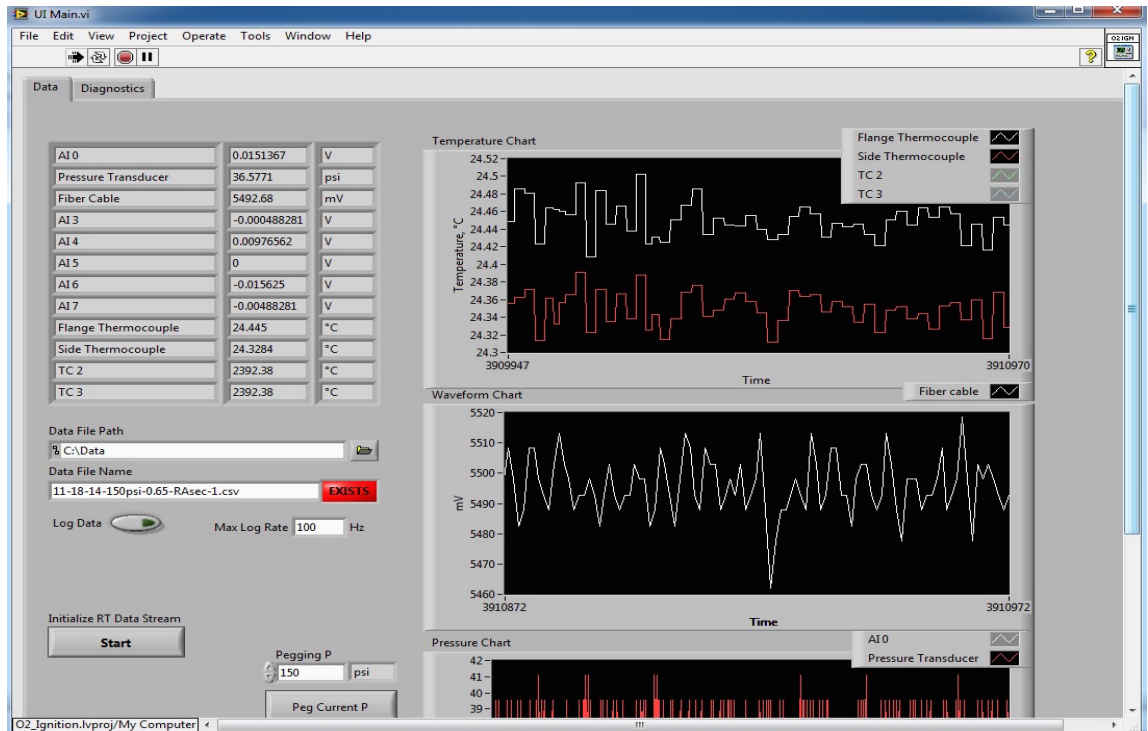 UI Main.vi
File Edit View Project Operate Tools Window Help
O2 IGN
Data Diagnostics
AI 0 0.0151367 V
Pressure Transducer 36.5771 psi
Fiber Cable 5492.68 mV
AI 3 -0.000488281 V
AI 4 0.00976562 V
AI 5 0 V
AI 6 -0.015625 V
AI 7 -0.00488281 V
Flange Thermocouple 24.445 °C
Side Thermocouple 24.3284 °C
TC 2 2392.38 °C
TC 3 2392.38 °C
Data File Path
C:\Data
Data File Name
11-18-14-150psi-0.65-RAsec-1.csv EXISTS
Log Data Max Log Rate 100 Hz
Initialize RT Data Stream
Start
Pegging P
150 psi
Peg Current P
Temperature Chart
Flange Thermocouple
Side Thermocouple
TC 2
TC 3
Temperature, °C
24.52
24.5
24.48
24.46
24.44
24.42
24.4
24.38
24.36
24.34
24.32
24.3
3909947 3910970
Time
Waveform Chart
Fiber cable
mV
5520
5510
5500
5490
5480
5470
5460
3910872 3910972
Time
Pressure Chart
AI 0
Pressure Transducer
42
41
40
39
O2_Ignition.lvproj/My Computer